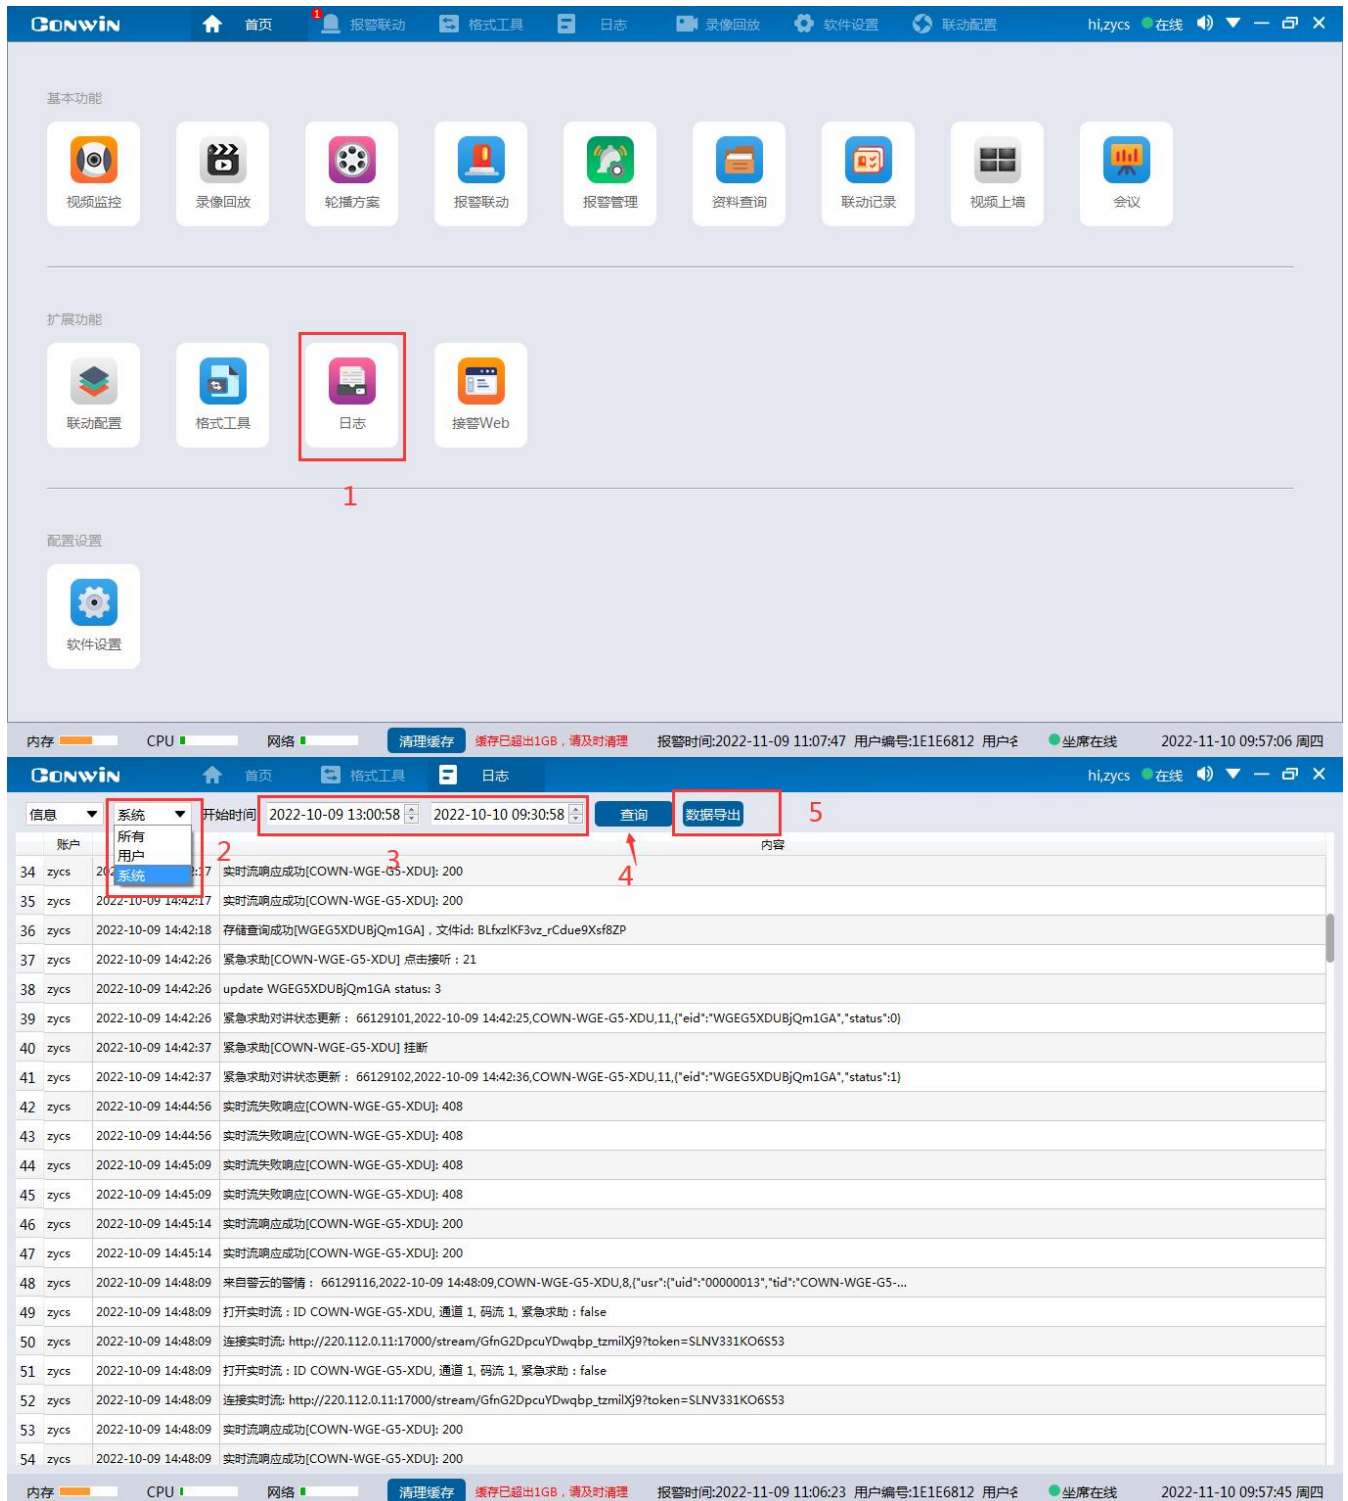 CONWIN 首页 1 报警联动 格式工具 日志 录像回放 软件设置 联动配置 hi,zycs 在线
基本功能
视频监控 录像回放 轮播方案 报警联动 报警管理 资料查询 联动记录 视频上墙 会议
扩展功能
联动配置 格式工具 日志 接警Web
1
配置设置
软件设置
内存 CPU 网络 清理缓存 缓存已超出1GB，请及时清理 报警时间:2022-11-09 11:07:47 用户编号:1E1E6812 用户名 坐席在线 2022-11-10 09:57:06 周四
CONWIN 首页 格式工具 日志 hi,zycs 在线
信息 系统 开始时间 2022-10-09 13:00:58 2022-10-10 09:30:58 查询 数据导出 5
所有
用户
系统
2 3 4
账户 内容
34 zycs 实时流响应成功[COWN-WGE-G5-XDU]: 200
35 zycs 2022-10-09 14:42:17 实时流响应成功[COWN-WGE-G5-XDU]: 200
36 zycs 2022-10-09 14:42:18 存储查询成功[WGEG5XDUBjQm1GA]，文件id: BLfxzlKF3vz_rCdue9Xsf8ZP
37 zycs 2022-10-09 14:42:26 紧急求助[COWN-WGE-G5-XDU] 点击接听：21
38 zycs 2022-10-09 14:42:26 update WGEG5XDUBjQm1GA status: 3
39 zycs 2022-10-09 14:42:26 紧急求助对讲状态更新： 66129101,2022-10-09 14:42:25,COWN-WGE-G5-XDU,11,{"eid":"WGEG5XDUBjQm1GA","status":0}
40 zycs 2022-10-09 14:42:37 紧急求助[COWN-WGE-G5-XDU] 挂断
41 zycs 2022-10-09 14:42:37 紧急求助对讲状态更新： 66129102,2022-10-09 14:42:36,COWN-WGE-G5-XDU,11,{"eid":"WGEG5XDUBjQm1GA","status":1}
42 zycs 2022-10-09 14:44:56 实时流失败响应[COWN-WGE-G5-XDU]: 408
43 zycs 2022-10-09 14:44:56 实时流失败响应[COWN-WGE-G5-XDU]: 408
44 zycs 2022-10-09 14:45:09 实时流失败响应[COWN-WGE-G5-XDU]: 408
45 zycs 2022-10-09 14:45:09 实时流失败响应[COWN-WGE-G5-XDU]: 408
46 zycs 2022-10-09 14:45:14 实时流响应成功[COWN-WGE-G5-XDU]: 200
47 zycs 2022-10-09 14:45:14 实时流响应成功[COWN-WGE-G5-XDU]: 200
48 zycs 2022-10-09 14:48:09 来自警云的警情： 66129116,2022-10-09 14:48:09,COWN-WGE-G5-XDU,8,{"usr":{"uid":"00000013","tid":"COWN-WGE-G5-...
49 zycs 2022-10-09 14:48:09 打开实时流：ID COWN-WGE-G5-XDU, 通道 1, 码流 1, 紧急求助：false
50 zycs 2022-10-09 14:48:09 连接实时流: http://220.112.0.11:17000/stream/GfnG2DpcuYDwqbp_tzmilXj9?token=SLNV331KO6S53
51 zycs 2022-10-09 14:48:09 打开实时流：ID COWN-WGE-G5-XDU, 通道 1, 码流 1, 紧急求助：false
52 zycs 2022-10-09 14:48:09 连接实时流: http://220.112.0.11:17000/stream/GfnG2DpcuYDwqbp_tzmilXj9?token=SLNV331KO6S53
53 zycs 2022-10-09 14:48:09 实时流响应成功[COWN-WGE-G5-XDU]: 200
54 zycs 2022-10-09 14:48:09 实时流响应成功[COWN-WGE-G5-XDU]: 200
内存 CPU 网络 清理缓存 缓存已超出1GB，请及时清理 报警时间:2022-11-09 11:06:23 用户编号:1E1E6812 用户名 坐席在线 2022-11-10 09:57:45 周四